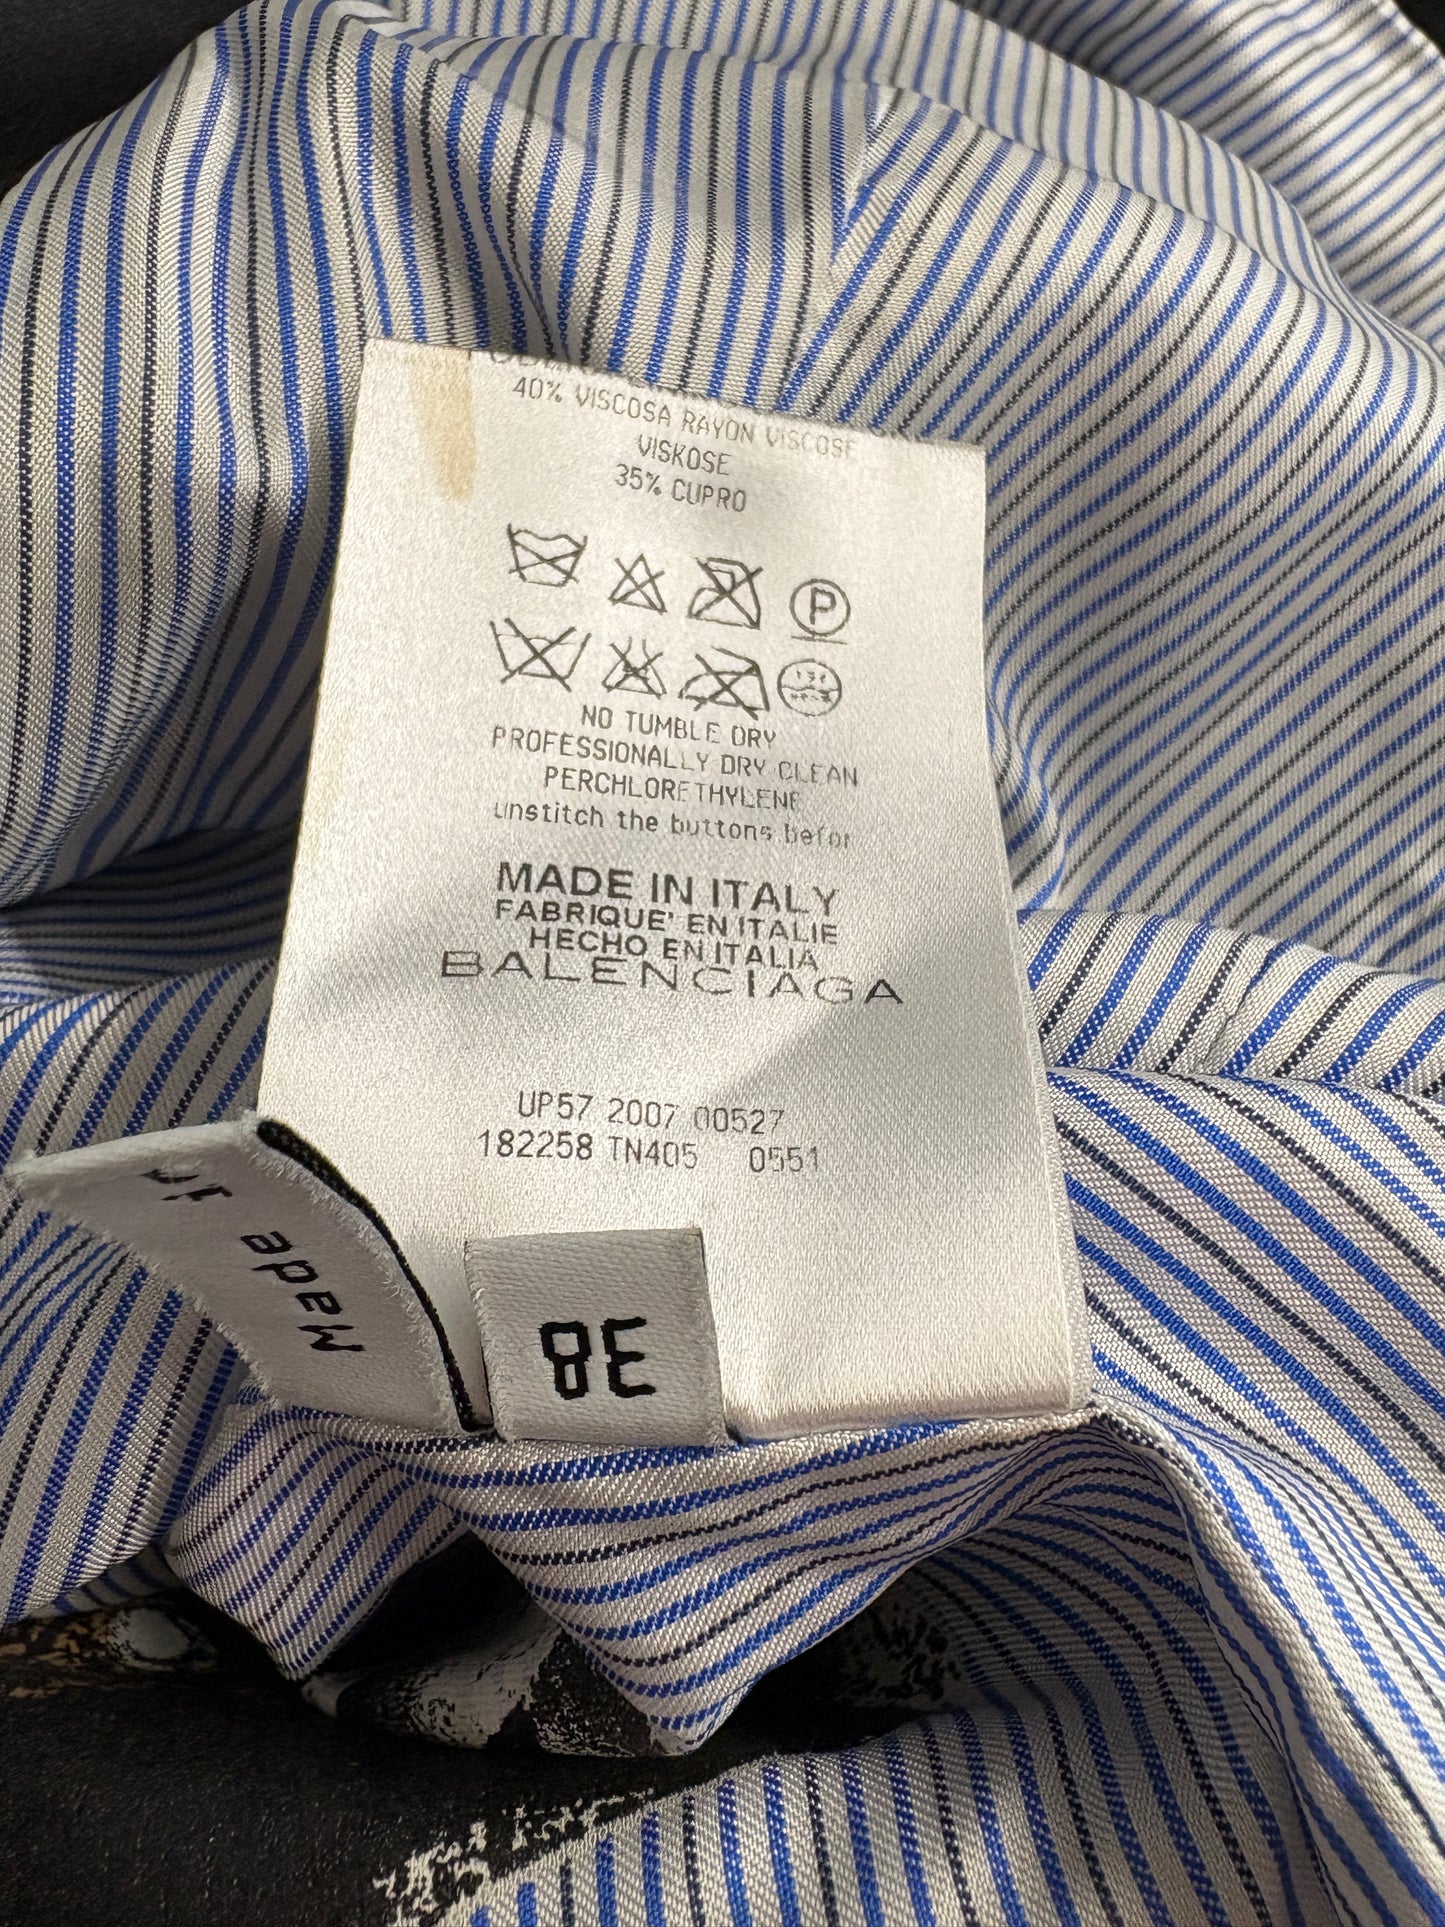 40% VISCOSA RAYON VISCOSE
VISKOSE
35% CUPRO
P
NO TUMBLE DRY
PROFESSIONALLY DRY CLEAN
PERCHLORETHYLENE
unstitch the buttons befor
MADE IN ITALY
FABRIQUE' EN ITALIE
HECHO EN ITALIA
BALENCIAGA
UP57 2007 00527
182258 TN405 0551
Made
38